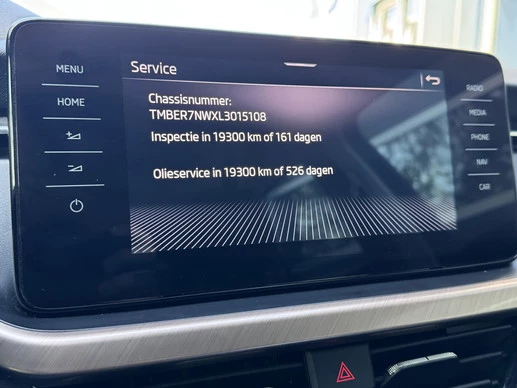 Service
MENU
HOME
RADIO
MEDIA
PHONE
NAV
CAR
Chassisnummer:
TMBER7NWXL3015108
Inspectie in 19300 km of 161 dagen
Olieservice in 19300 km of 526 dagen